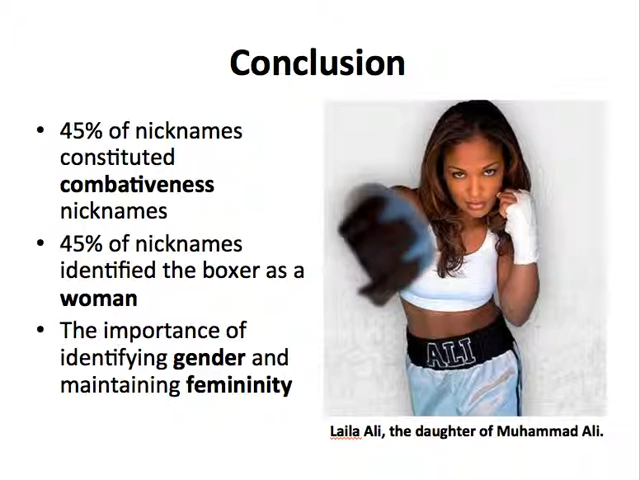 Conclusion
• 45% of nicknames
constituted
combativeness
nicknames
• 45% of nicknames
identified the boxer as a
woman
• The importance of
identifying gender and
maintaining femininity
ALI
Laila Ali, the daughter of Muhammad Ali.